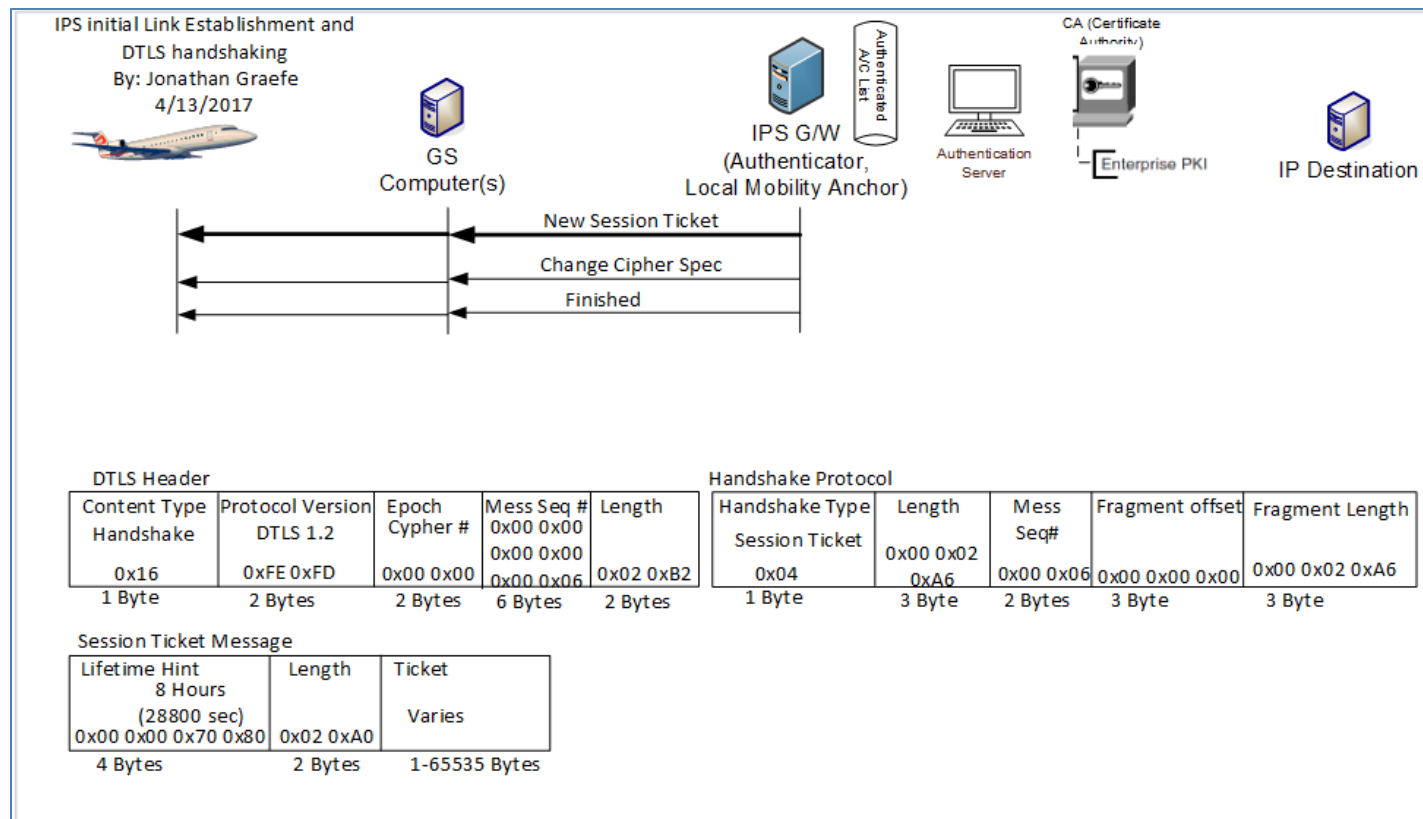 IPS initial Link Establishment and
DTLS handshaking
By: Jonathan Graefe
4/13/2017
GS
Computer(s)
IPS G/W
(Authenticator,
Local Mobility Anchor)
Authenticated
A/C List
Authentication
Server
CA (Certificate
Authority)
Enterprise PKI
IP Destination
New Session Ticket
Change Cipher Spec
Finished
DTLS Header
Content Type
Handshake
0x16
1 Byte
Protocol Version
DTLS 1.2
0xFE 0xFD
2 Bytes
Epoch
Cypher #
0x00 0x00
2 Bytes
Mess Seq #
0x00 0x00
0x00 0x00
0x00 0x06
6 Bytes
Length
0x02 0xB2
2 Bytes
Handshake Protocol
Handshake Type
Session Ticket
0x04
1 Byte
Length
0x00 0x02
0xA6
3 Byte
Mess
Seq#
0x00 0x06
2 Bytes
Fragment offset
0x00 0x00 0x00
3 Byte
Fragment Length
0x00 0x02 0xA6
3 Byte
Session Ticket Message
Lifetime Hint
8 Hours
(28800 sec)
0x00 0x00 0x70 0x80
4 Bytes
Length
0x02 0xA0
2 Bytes
Ticket
Varies
1-65535 Bytes